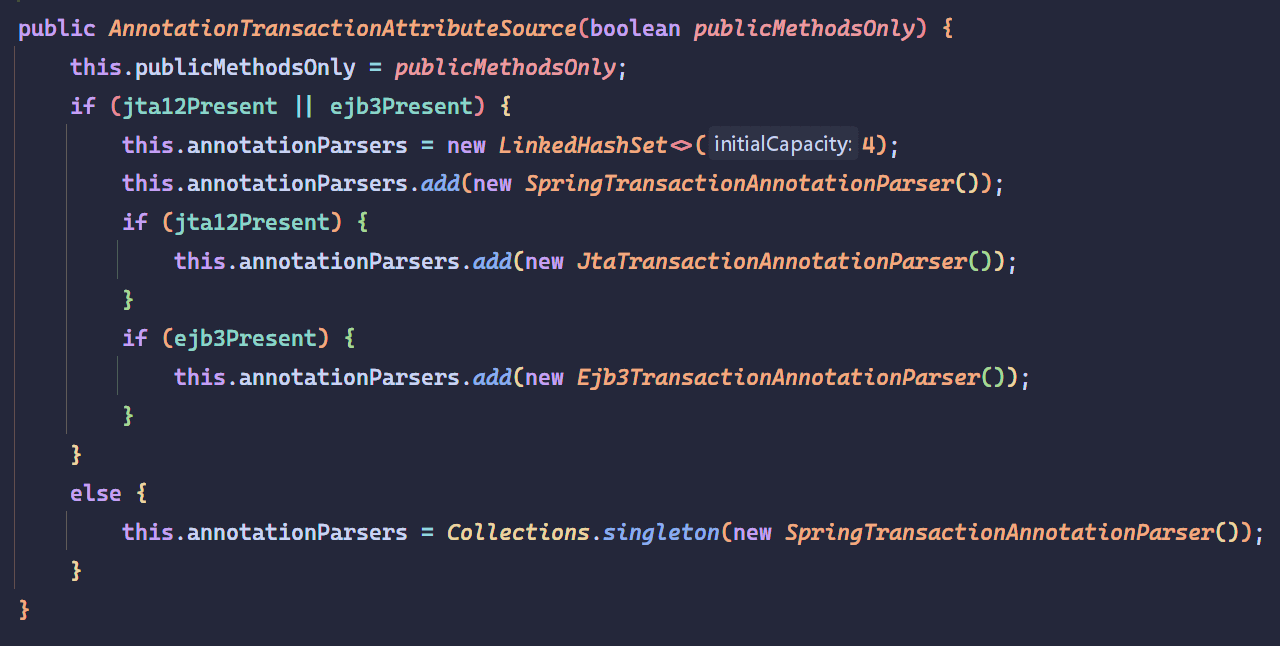 public AnnotationTransactionAttributeSource(boolean publicMethodsOnly) {
    this.publicMethodsOnly = publicMethodsOnly;
    if (jta12Present || ejb3Present) {
        this.annotationParsers = new LinkedHashSet<>( initialCapacity: 4);
        this.annotationParsers.add(new SpringTransactionAnnotationParser());
        if (jta12Present) {
            this.annotationParsers.add(new JtaTransactionAnnotationParser());
        }
        if (ejb3Present) {
            this.annotationParsers.add(new Ejb3TransactionAnnotationParser());
        }
    }
    else {
        this.annotationParsers = Collections.singleton(new SpringTransactionAnnotationParser());
    }
}